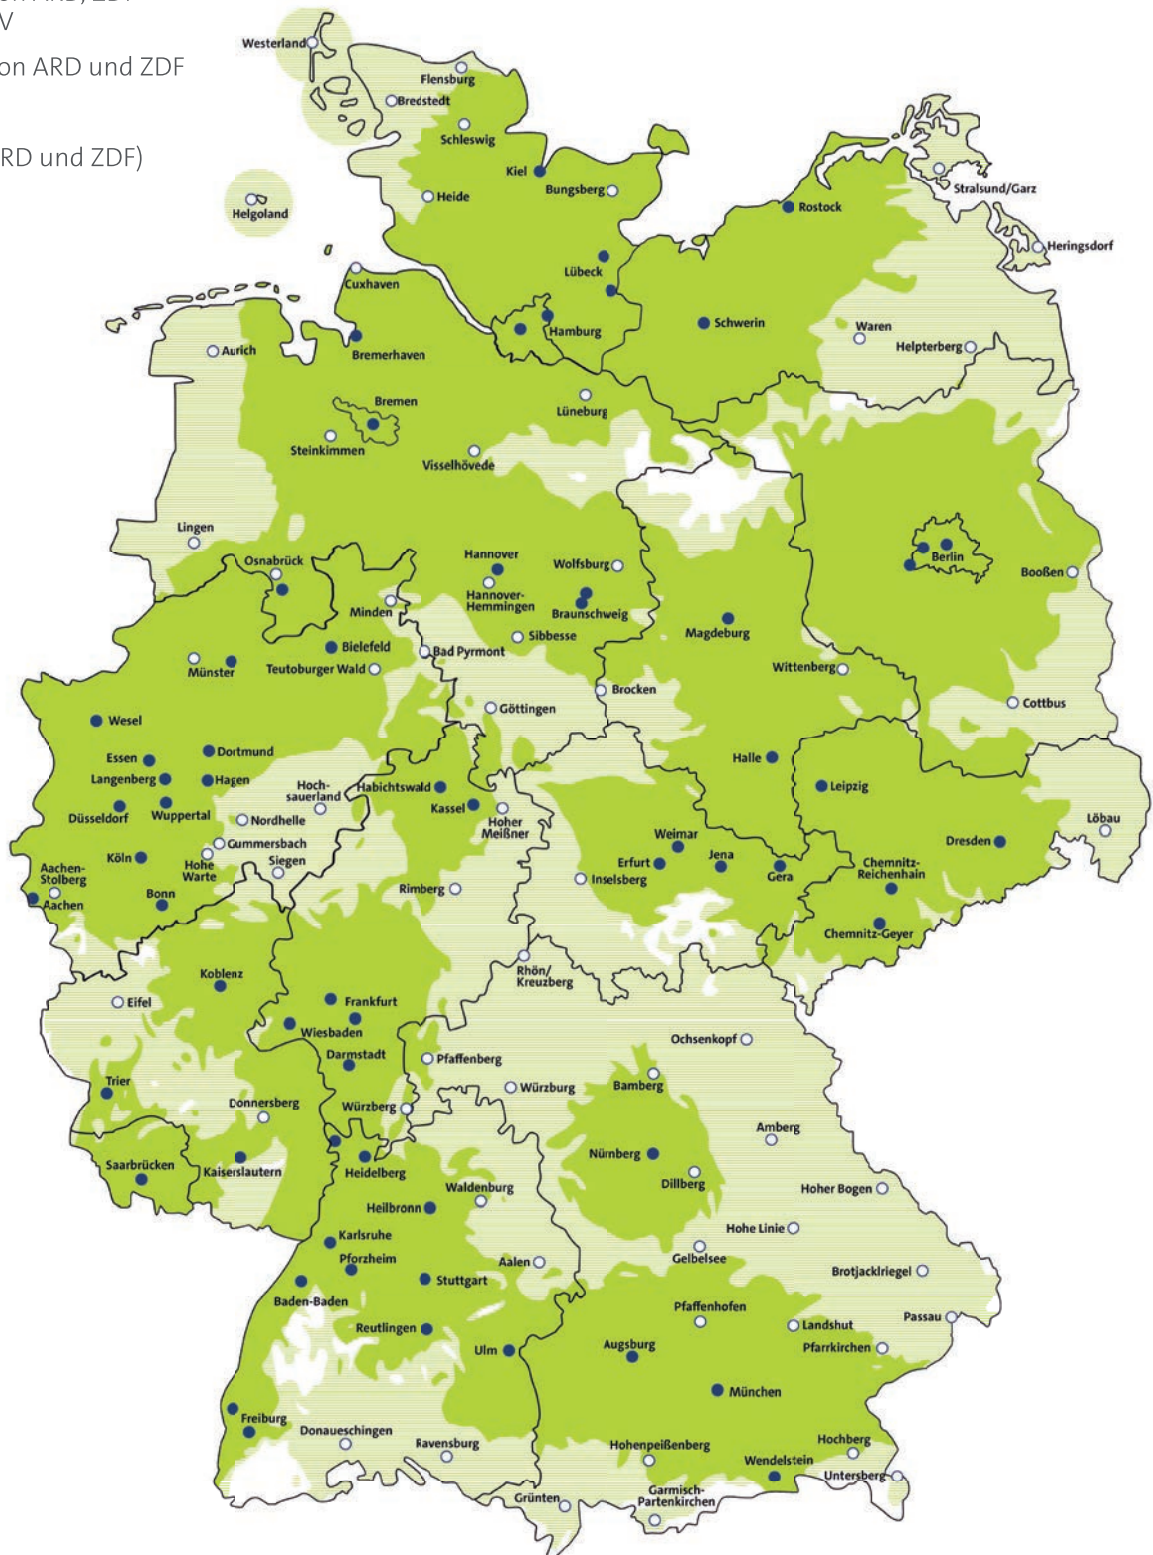 V
on ARD und ZDF
RD und ZDF)
Westerland
Flensburg
Bredstedt
Schleswig
Kiel
Bungsberg
Heide
Helgoland
Stralsund/Garz
Rostock
Heringsdorf
Lübeck
Cuxhaven
Hamburg
Schwerin
Waren
Helpterberg
Aurich
Bremerhaven
Bremen
Lüneburg
Steinkimmen
Visselhövede
Lingen
Osnabrück
Hannover
Wolfsburg
Berlin
Booßen
Hannover-
Hemmingen
Minden
Braunschweig
Magdeburg
Sibbesse
Bielefeld
Bad Pyrmont
Münster
Teutoburger Wald
Wittenberg
Brocken
Göttingen
Cottbus
Wesel
Essen
Dortmund
Halle
Langenberg
Hagen
Hoch-
sauerland
Habichtswald
Leipzig
Düsseldorf
Wuppertal
Nordhelle
Kassel
Hoher
Meißner
Löbau
Gummersbach
Weimar
Dresden
Köln
Hohe
Warte
Siegen
Erfurt
Jena
Gera
Chemnitz-
Reichenhain
Aachen-
Stolberg
Aachen
Bonn
Rimberg
Inselsberg
Chemnitz-Geyer
Koblenz
Rhön/
Kreuzberg
Eifel
Frankfurt
Wiesbaden
Ochsenkopf
Darmstadt
Pfaffenberg
Trier
Würzburg
Bamberg
Donnersberg
Würzberg
Amberg
Saarbrücken
Kaiserslautern
Heidelberg
Nürnberg
Dillberg
Waldenburg
Hoher Bogen
Heilbronn
Hohe Linie
Karlsruhe
Pforzheim
Aalen
Gelbelsee
Stuttgart
Brotjacklriegel
Baden-Baden
Pfaffenhofen
Passau
Reutlingen
Landshut
Ulm
Augsburg
Pfarrkirchen
München
Freiburg
Donaueschingen
Ravensburg
Hohenpeißenberg
Hochberg
Wendelstein
Untersberg
Grünten
Garmisch-
Partenkirchen